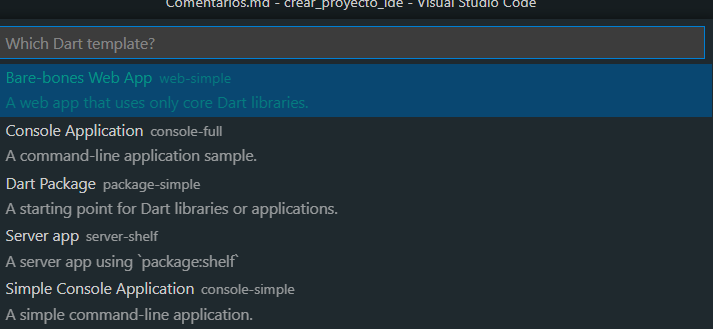 Comentarios.md - crear_proyecto_ide - Visual Studio Code
Which Dart template?
Bare-bones Web App web-simple
A web app that uses only core Dart libraries.
Console Application console-full
A command-line application sample.
Dart Package package-simple
A starting point for Dart libraries or applications.
Server app server-shelf
A server app using `package:shelf`
Simple Console Application console-simple
A simple command-line application.